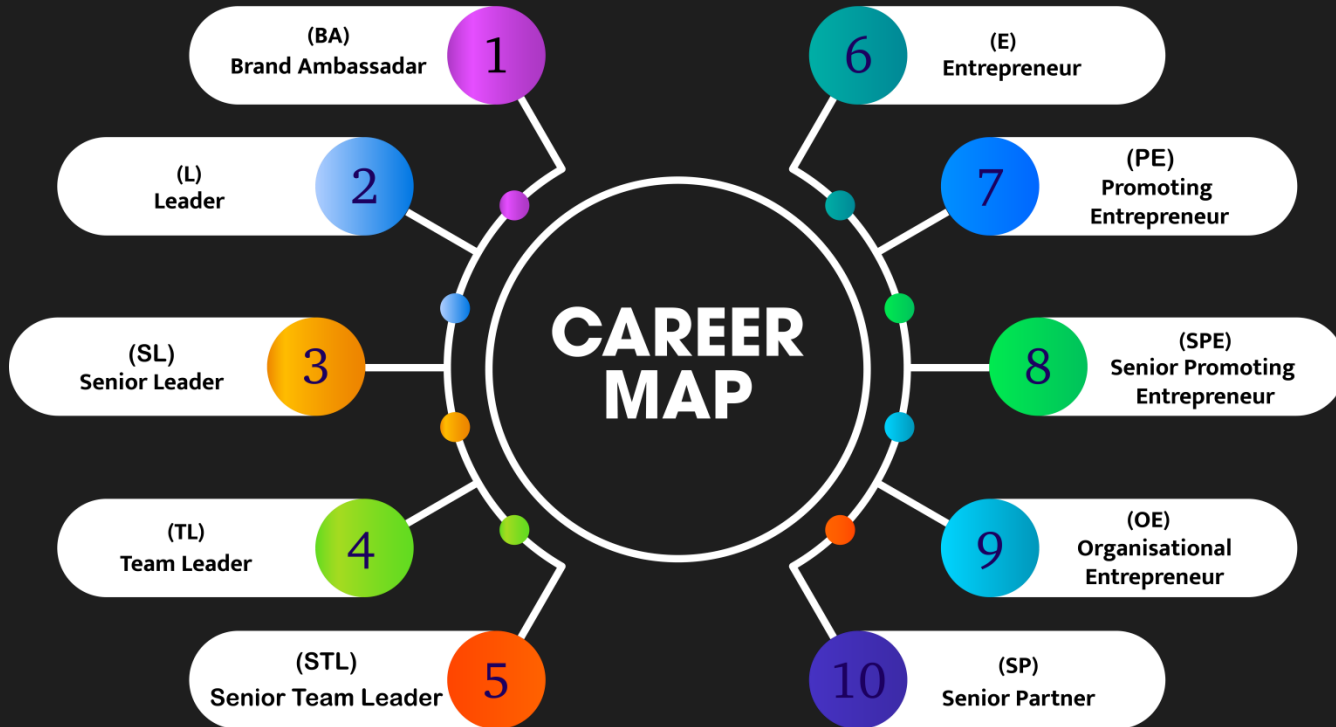 (BA)
Brand Ambassadar
1
(L)
Leader
2
(SL)
Senior Leader
3
(TL)
Team Leader
4
(STL)
Senior Team Leader
5
CAREER
MAP
6
(E)
Entrepreneur
7
(PE)
Promoting
Entrepreneur
8
(SPE)
Senior Promoting
Entrepreneur
9
(OE)
Organisational
Entrepreneur
10
(SP)
Senior Partner